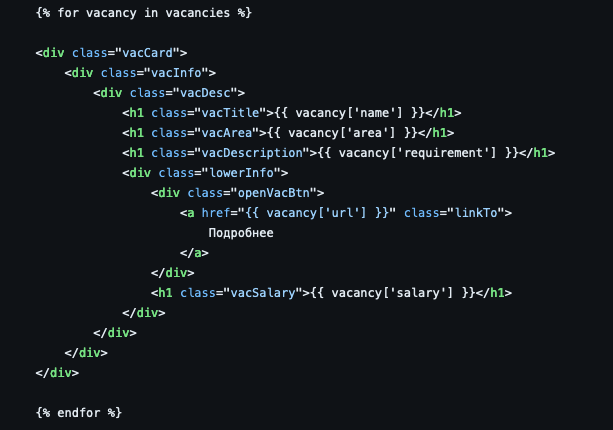 {% for vacancy in vacancies %}
<div class="vacCard">
<div class="vacInfo">
<div class="vacDesc">
<h1 class="vacTitle">{{ vacancy['name'] }}</h1>
<h1 class="vacArea">{{ vacancy['area'] }}</h1>
<h1 class="vacDescription">{{ vacancy['requirement'] }}</h1>
<div class="lowerInfo">
<div class="openVacBtn">
<a href="{{ vacancy['url'] }}" class="linkTo">
Подробнее
</a>
</div>
<h1 class="vacSalary">{{ vacancy['salary'] }}</h1>
</div>
</div>
</div>
</div>
{% endfor %}